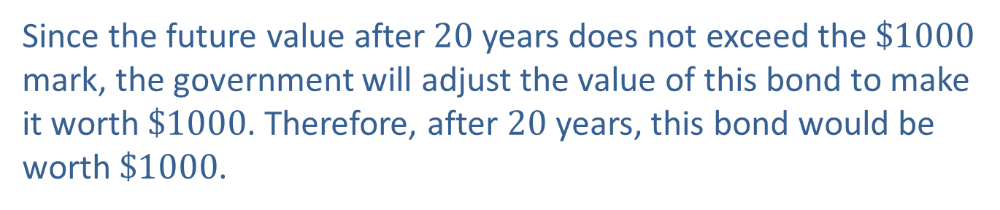 Since the future value after 20 years does not exceed the $1000
mark, the government will adjust the value of this bond to make
it worth $1000. Therefore, after 20 years, this bond would be
worth $1000.